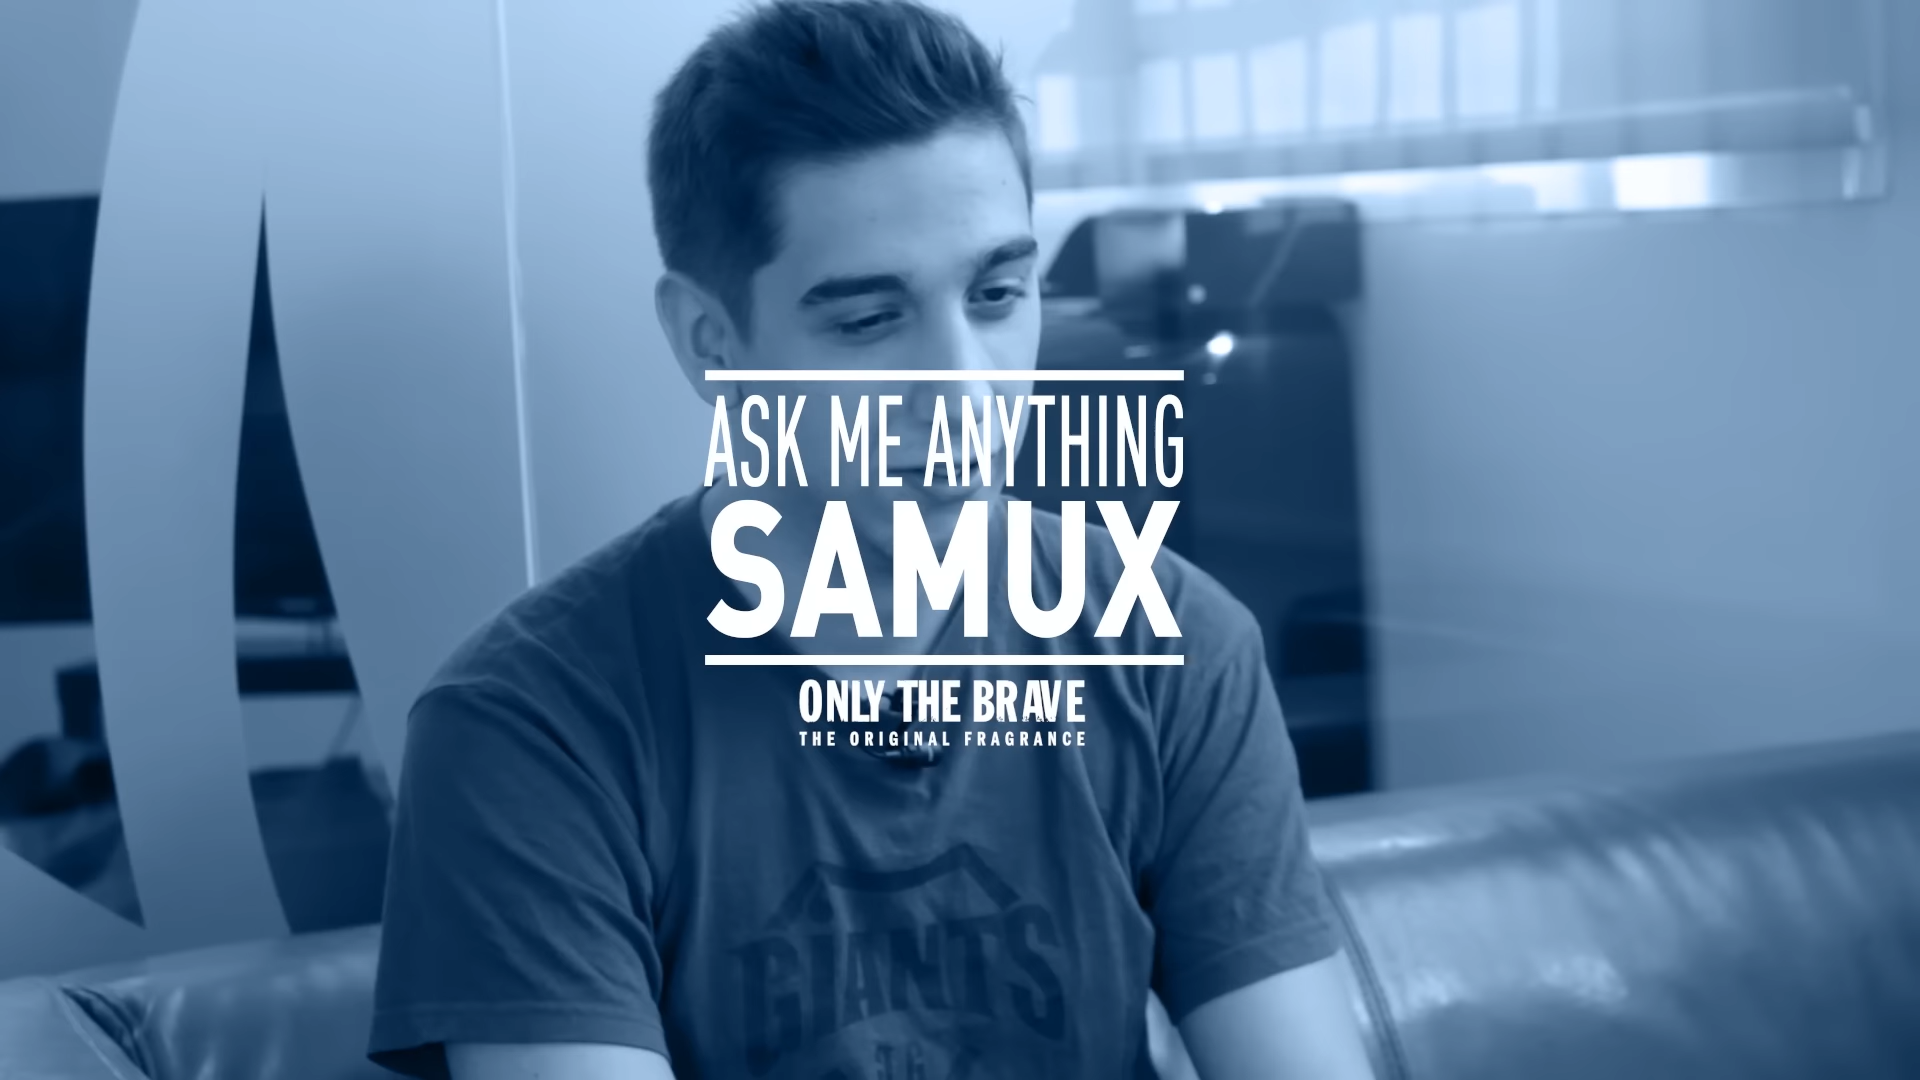 ASK ME ANYTHING
SAMUX
ONLY THE BRAVE
THE ORIGINAL FRAGRANCE
GIANTS